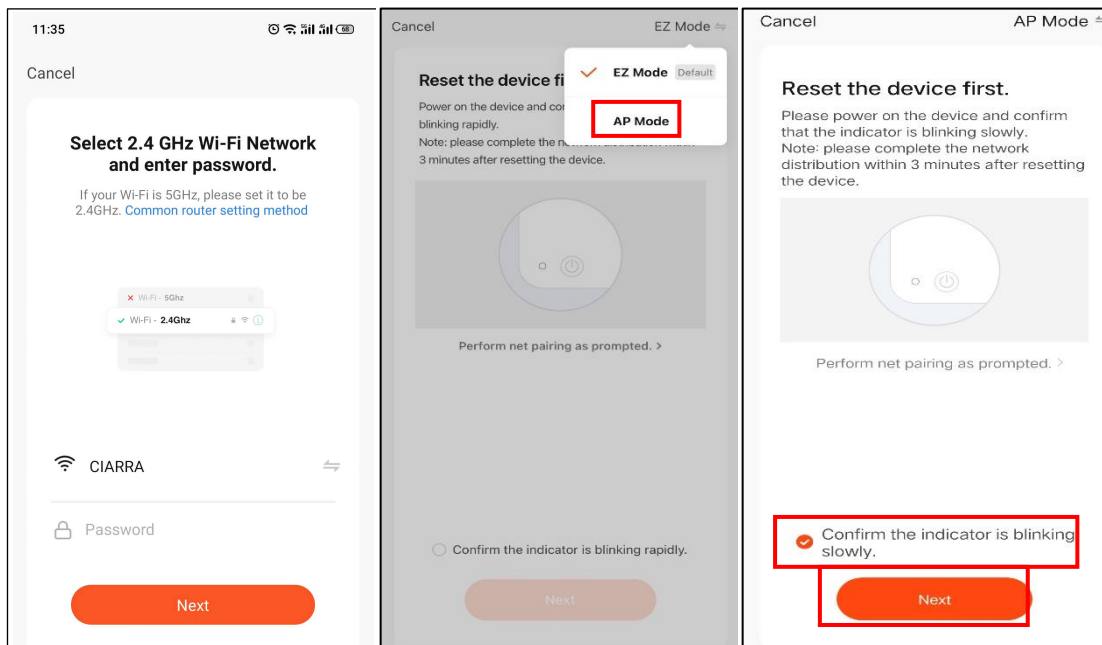 11:35
68
Cancel
Select 2.4 GHz Wi-Fi Network
and enter password.
If your Wi-Fi is 5GHz, please set it to be
2.4GHz. Common router setting method
Wi-Fi - 5Ghz
Wi-Fi - 2.4Ghz
CIARRA
Password
Next
Cancel
EZ Mode
EZ Mode Default
AP Mode
Reset the device fi
Power on the device and co
blinking rapidly.
Note: please complete the
3 minutes after resetting the device.
Perform net pairing as prompted. >
Confirm the indicator is blinking rapidly.
Next
Cancel
AP Mode
Reset the device first.
Please power on the device and confirm
that the indicator is blinking slowly.
Note: please complete the network
distribution within 3 minutes after resetting
the device.
Perform net pairing as prompted. >
Confirm the indicator is blinking
slowly.
Next